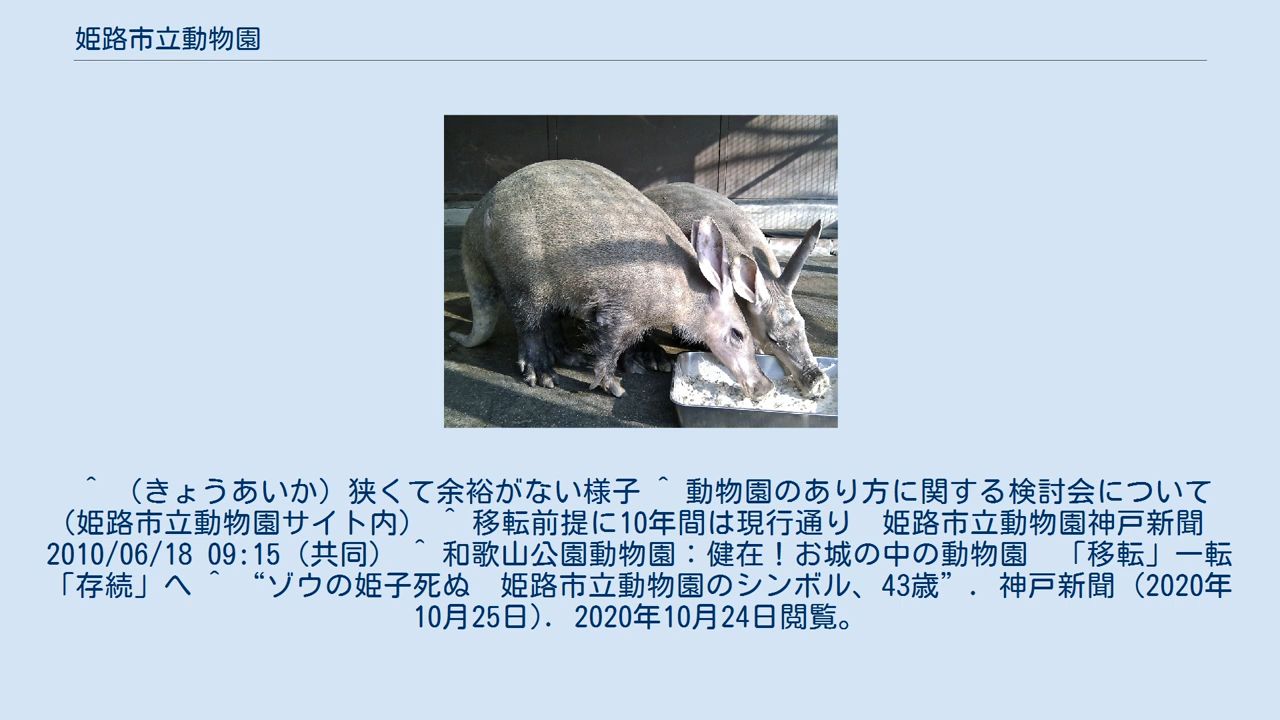 姫路市立動物園
^ （きょうあいか）狭くて余裕がない様子 ^ 動物園のあり方に関する検討会について
（姫路市立動物園サイト内） ^ 移転前提に10年間は現行通り　姫路市立動物園神戸新聞
2010/06/18 09:15（共同） ^ 和歌山公園動物園：健在！お城の中の動物園　「移転」一転
「存続」へ ^ “ゾウの姫子死ぬ　姫路市立動物園のシンボル、43歳”. 神戸新聞（2020年
10月25日）. 2020年10月24日閲覧。